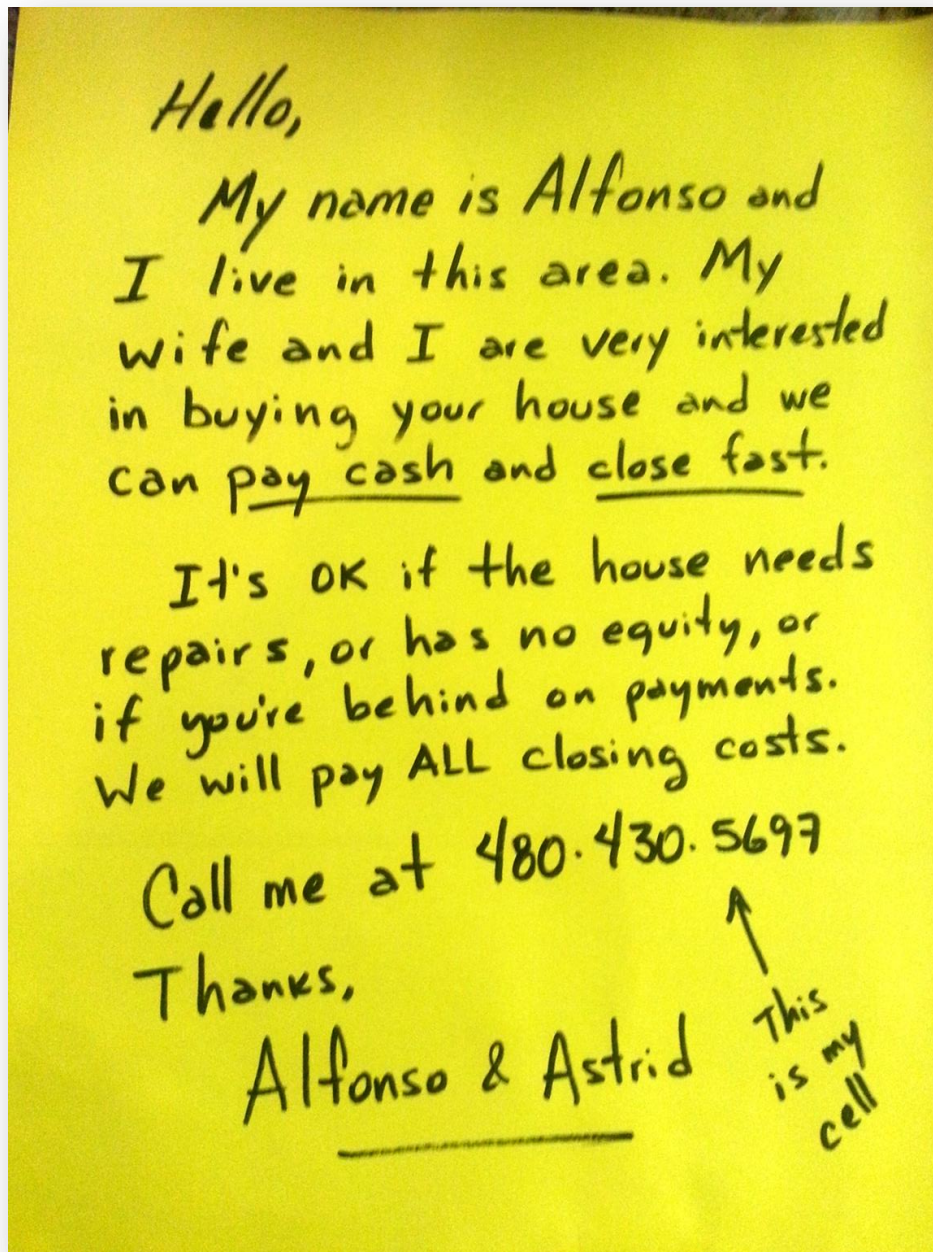 Hello,
My name is Alfonso and
I live in this area. My
wife and I are very interested
in buying your house and we
can pay cash and close fast.
It's OK if the house needs
repairs, or has no equity, or
if you're behind on payments.
We will pay ALL closing costs.
Call me at 480.430.5697
Thanks,
Alfonso & Astrid
This
is my
cell